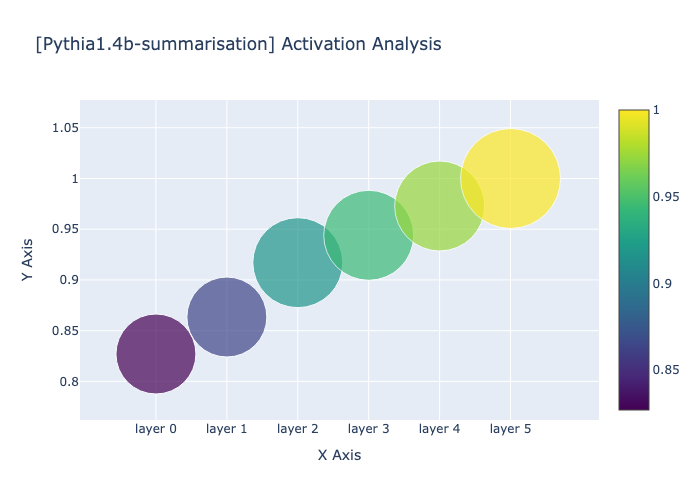 [Pythia1.4b-summarisation] Activation Analysis
Y Axis
1.05
1
0.95
0.9
0.85
0.8
layer 0
layer 1
layer 2
layer 3
layer 4
layer 5
X Axis
1
0.95
0.9
0.85